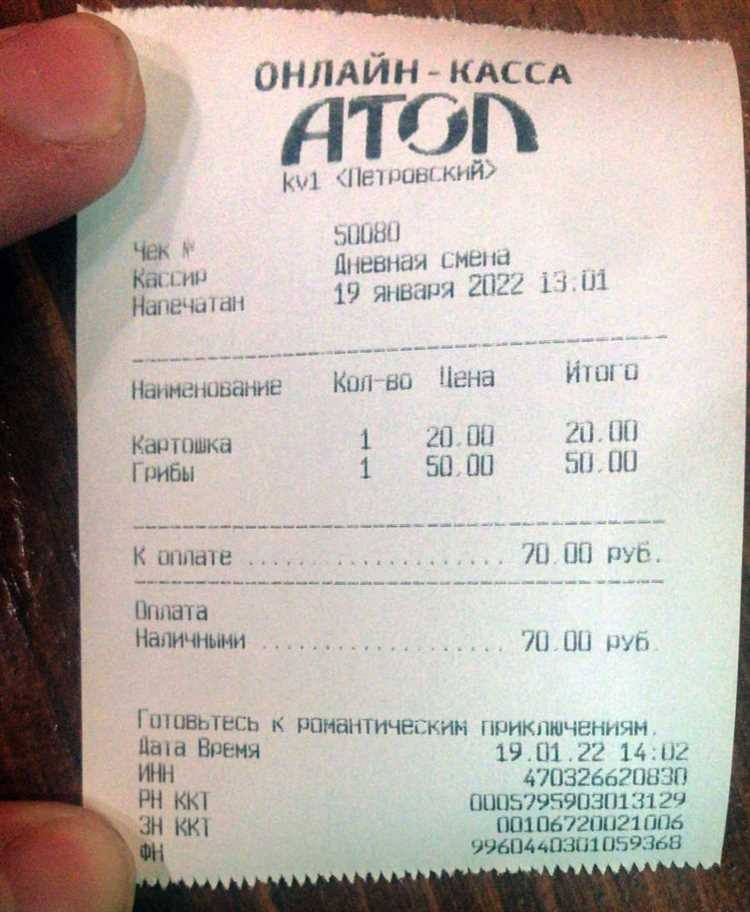 ОНЛАЙН-КАССА
АТОЛ
kv1 <Петровский>
Чек № 50080
Кассир Дневная смена
Напечатан 19 января 2022 13:01
Наименование Кол-во Цена Итого
Картошка 1 20.00 20.00
Грибы 1 50.00 50.00
К оплате .................... 70.00 руб.
Оплата
Наличными ................... 70.00 руб.
Готовьтесь к романтическим приключениям.
Дата Время 19.01.22 14:02
ИНН 470326620830
РН ККТ 0005795903013129
ЗН ККТ 00106720021006
ФН 9960440301059368